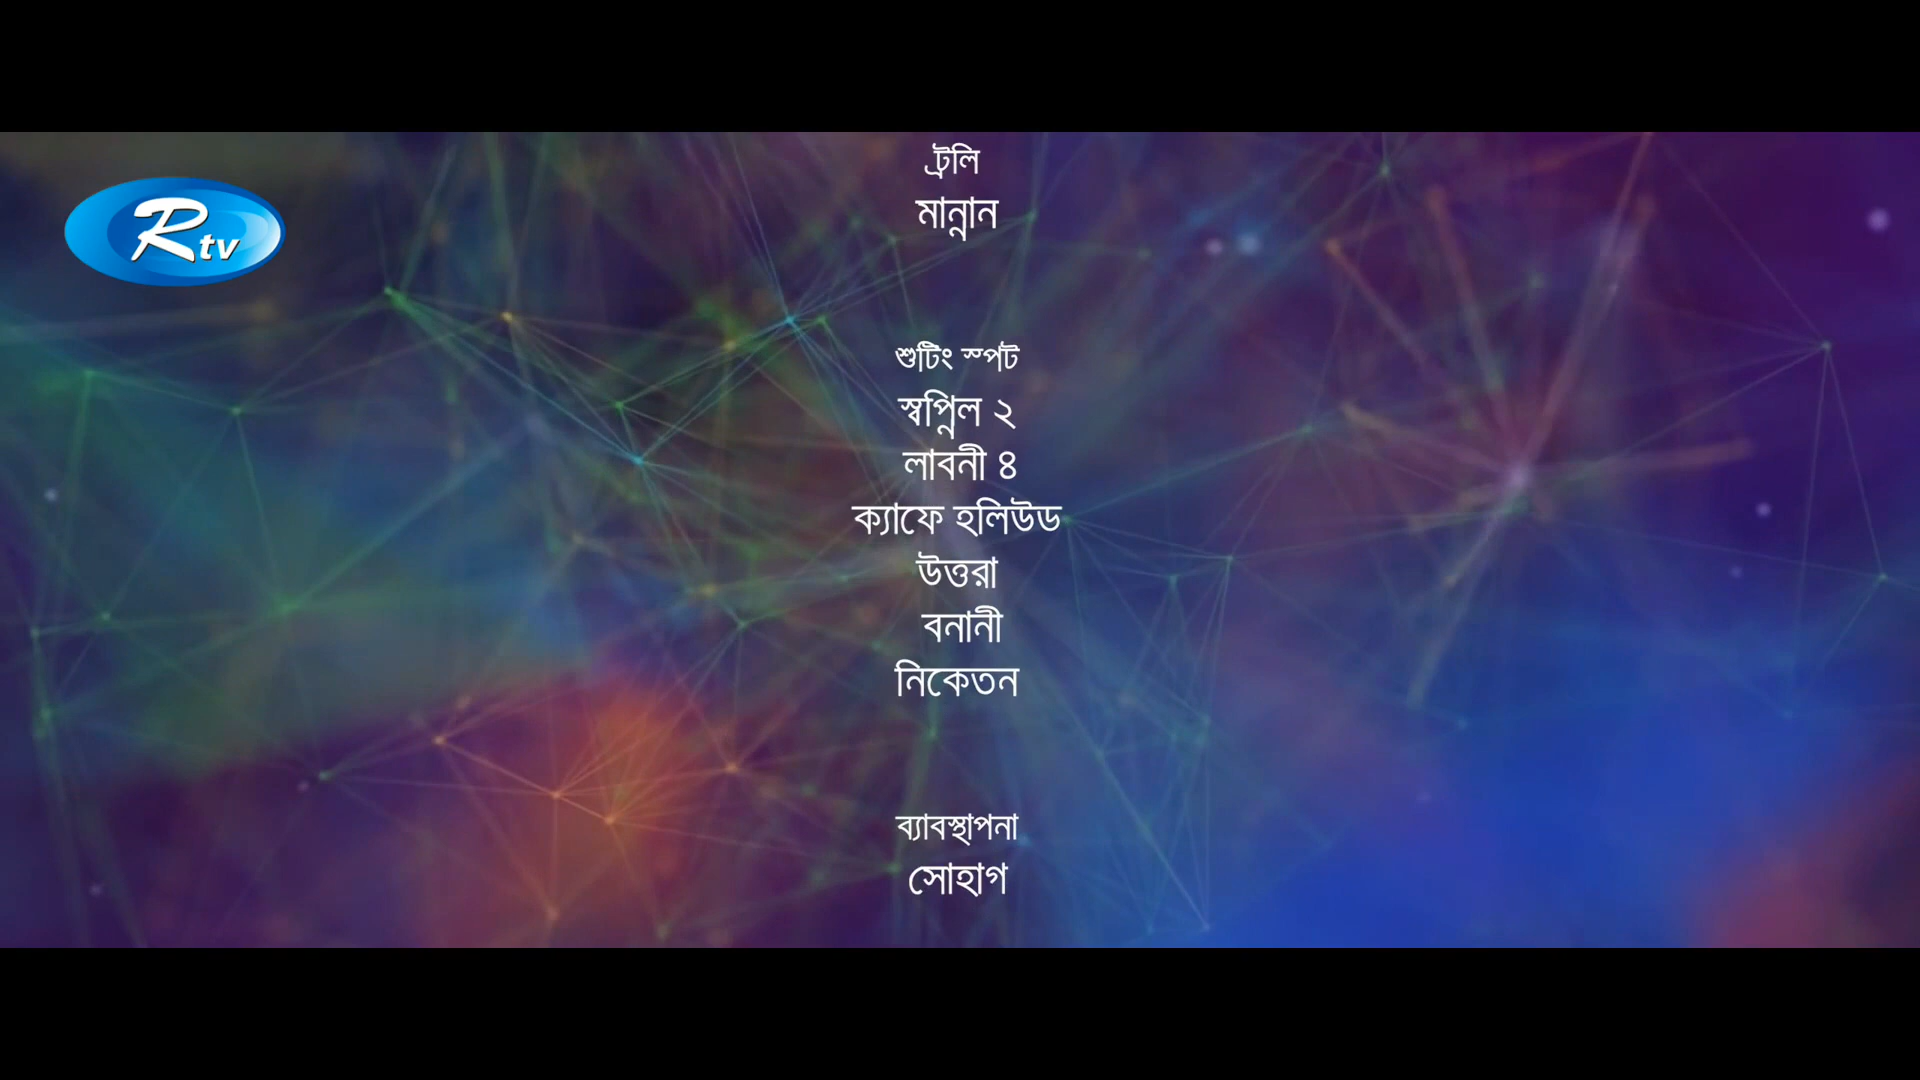 Rtv
ট্রলি
মান্নান
শুটিং স্পট
স্বপ্নিল ২
লাবনী ৪
ক্যাফে হলিউড
উত্তরা
বনানী
নিকেতন
ব্যাবস্থাপনা
সোহাগ